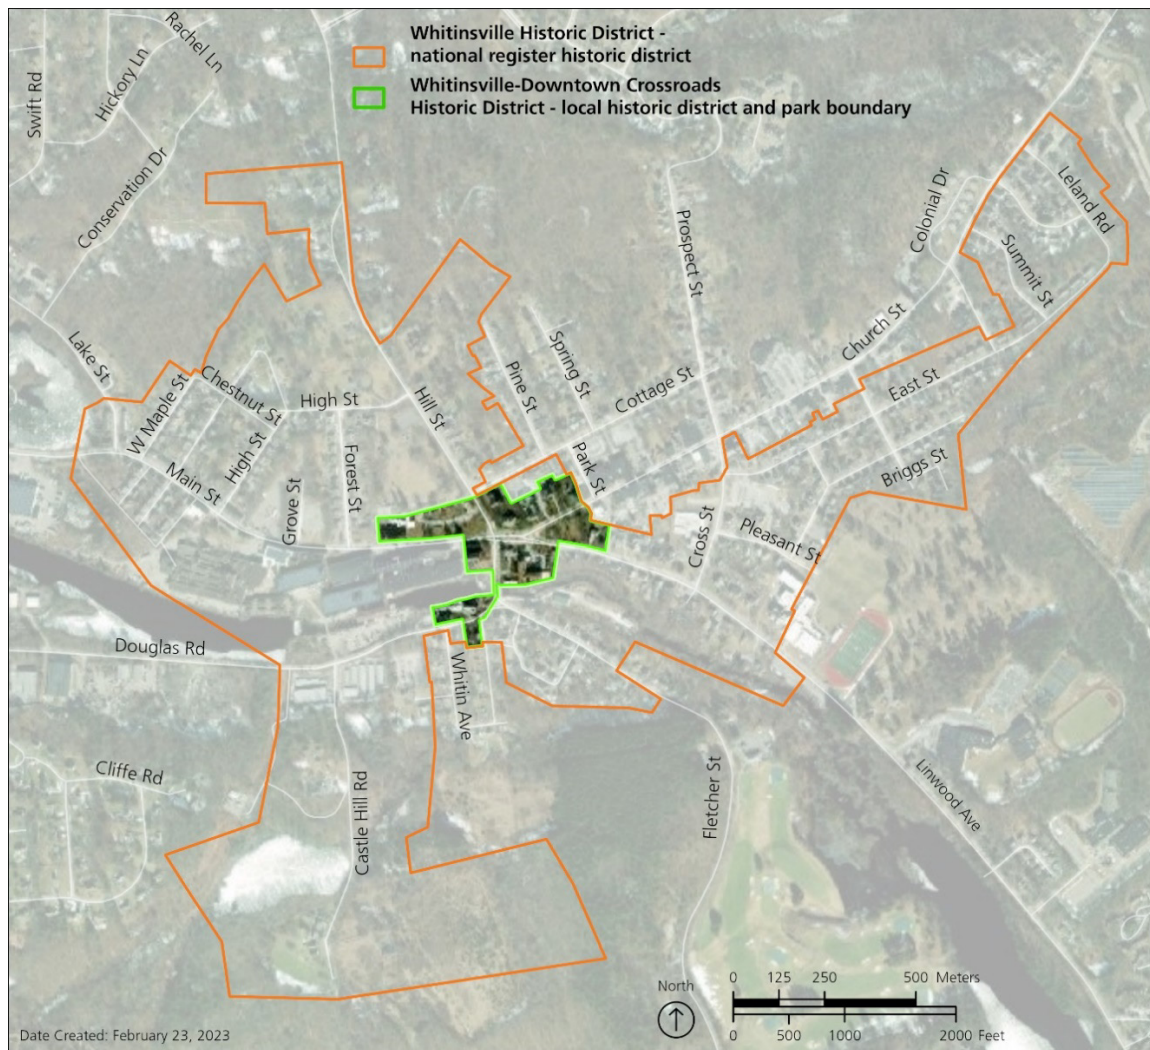 Whitinsville Historic District -
national register historic district
Whitinsville-Downtown Crossroads
Historic District - local historic district and park boundary
Swift Rd
Hickory Ln
Rachel Ln
Conservation Dr
Colonial Dr
Leland Rd
Prospect St
Summit St
Lake St
Church St
Spring St
Pine St
Cottage St
East St
W Maple St
Chestnut St
High St
Hill St
High St
Main St
Forest St
Park St
Briggs St
Grove St
Cross St
Pleasant St
Douglas Rd
Whitin Ave
Cliffe Rd
Castle Hill Rd
Fletcher St
Linwood Ave
North
0 125 250 500 Meters
0 500 1000 2000 Feet
Date Created: February 23, 2023